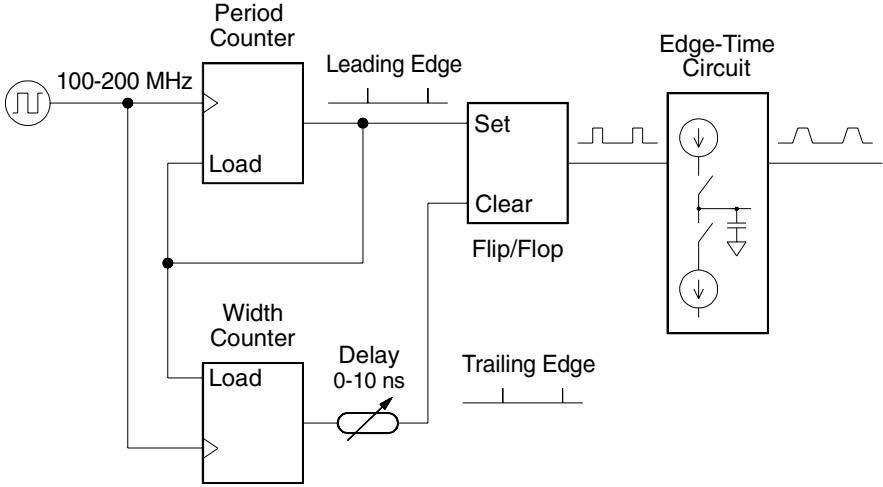 Period
Counter
100-200 MHz
Load
Leading Edge
Set
Clear
Flip/Flop
Edge-Time
Circuit
Width
Counter
Load
Delay
0-10 ns
Trailing Edge